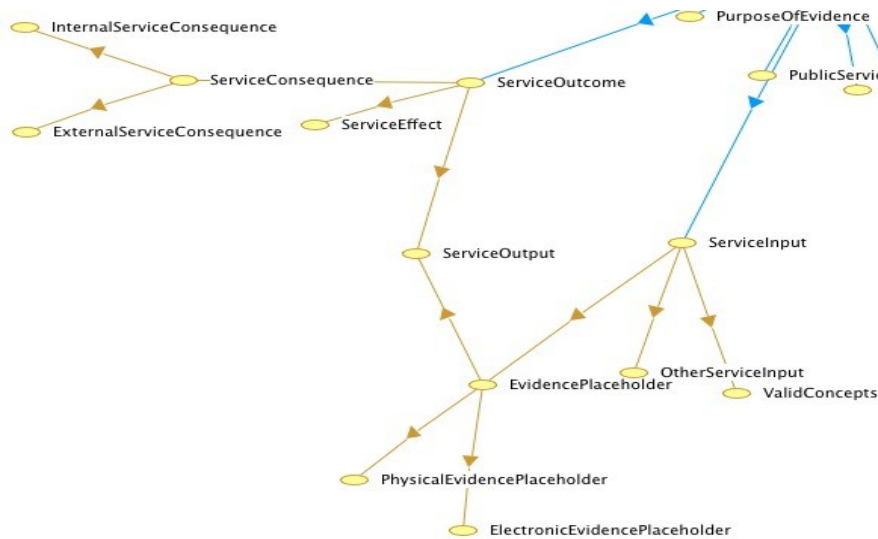 PurposeOfEvidence
InternalServiceConsequence
PublicServic
ServiceConsequence
ServiceOutcome
ExternalServiceConsequence
ServiceEffect
ServiceInput
ServiceOutput
OtherServiceInput
EvidencePlaceholder
ValidConcepts
PhysicalEvidencePlaceholder
ElectronicEvidencePlaceholder